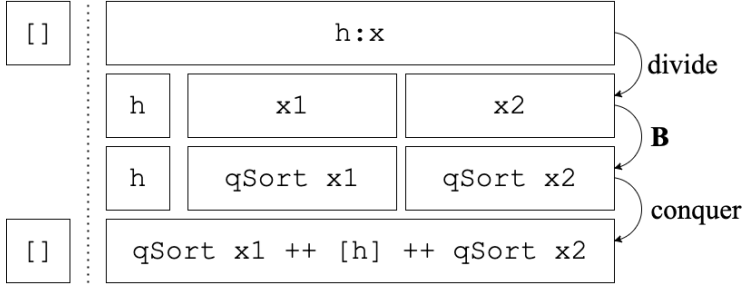 [] h:x
divide
h x1 x2
B
h qSort x1 qSort x2
conquer
[] qSort x1 ++ [h] ++ qSort x2